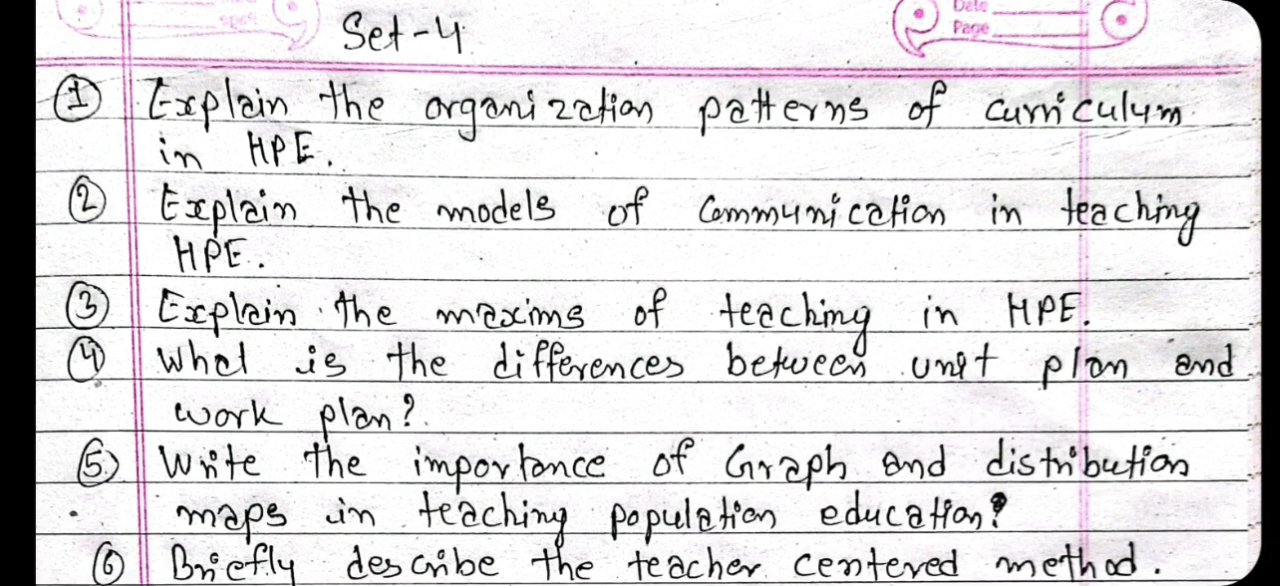 Set-4
Date
Page
① Explain the organization patterns of curriculum
in HPE.
② Explain the models of Communication in teaching
HPE.
③ Explain the maxims of teaching in HPE.
④ What is the differences between unit plan and
work plan?
⑤ Write the importance of Graph and distribution
maps in teaching population education?
⑥ Briefly describe the teacher centered method.